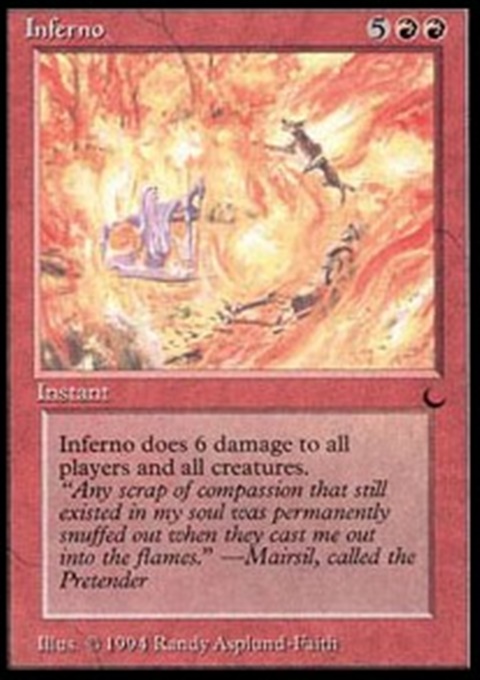 Inferno 5
Instant
Inferno does 6 damage to all
players and all creatures.
"Any scrap of compassion that still
existed in my soul was permanently
snuffed out when they cast me out
into the flames." —Mairsil, called the
Pretender
Illus. © 1994 Randy Asplund-Faith